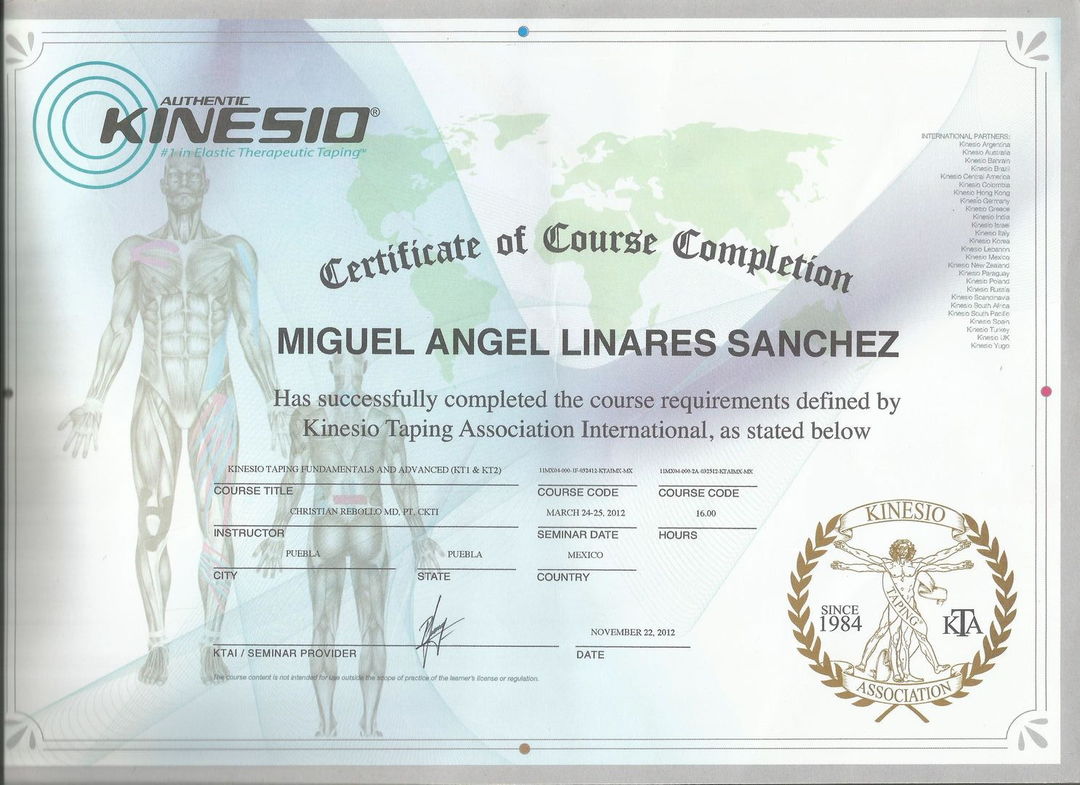 AUTHENTIC
KINESIO®
#1 in Elastic Therapeutic Taping™
INTERNATIONAL PARTNERS:
Kinesio Argentina
Kinesio Australia
Kinesio Bahrain
Kinesio Brazil
Kinesio Central America
Kinesio Colombia
Kinesio Hong Kong
Kinesio Germany
Kinesio Greece
Kinesio India
Kinesio Israel
Kinesio Italy
Kinesio Korea
Kinesio Lebanon
Kinesio Mexico
Kinesio New Zealand
Kinesio Paraguay
Kinesio Poland
Kinesio Russia
Kinesio Scandinavia
Kinesio South Africa
Kinesio South Pacific
Kinesio Spain
Kinesio Turkey
Kinesio UK
Kinesio Yugo
Certificate of Course Completion
MIGUEL ANGEL LINARES SANCHEZ
Has successfully completed the course requirements defined by
Kinesio Taping Association International, as stated below
KINESIO TAPING FUNDAMENTALS AND ADVANCED (KT1 & KT2) 11MX04-000-1F-032412-KTAIMX-MX 11MX04-000-2A-032512-KTAIMX-MX
COURSE TITLE COURSE CODE COURSE CODE
CHRISTIAN REBOLLO MD, PT, CKTI MARCH 24-25, 2012 16.00
INSTRUCTOR SEMINAR DATE HOURS
PUEBLA PUEBLA MEXICO
CITY STATE COUNTRY
NOVEMBER 22, 2012
KTAI / SEMINAR PROVIDER DATE
The course content is not intended for use outside the scope of practice of the learner's license or regulation.
KINESIO
TAPING
SINCE
1984
KTA
ASSOCIATION